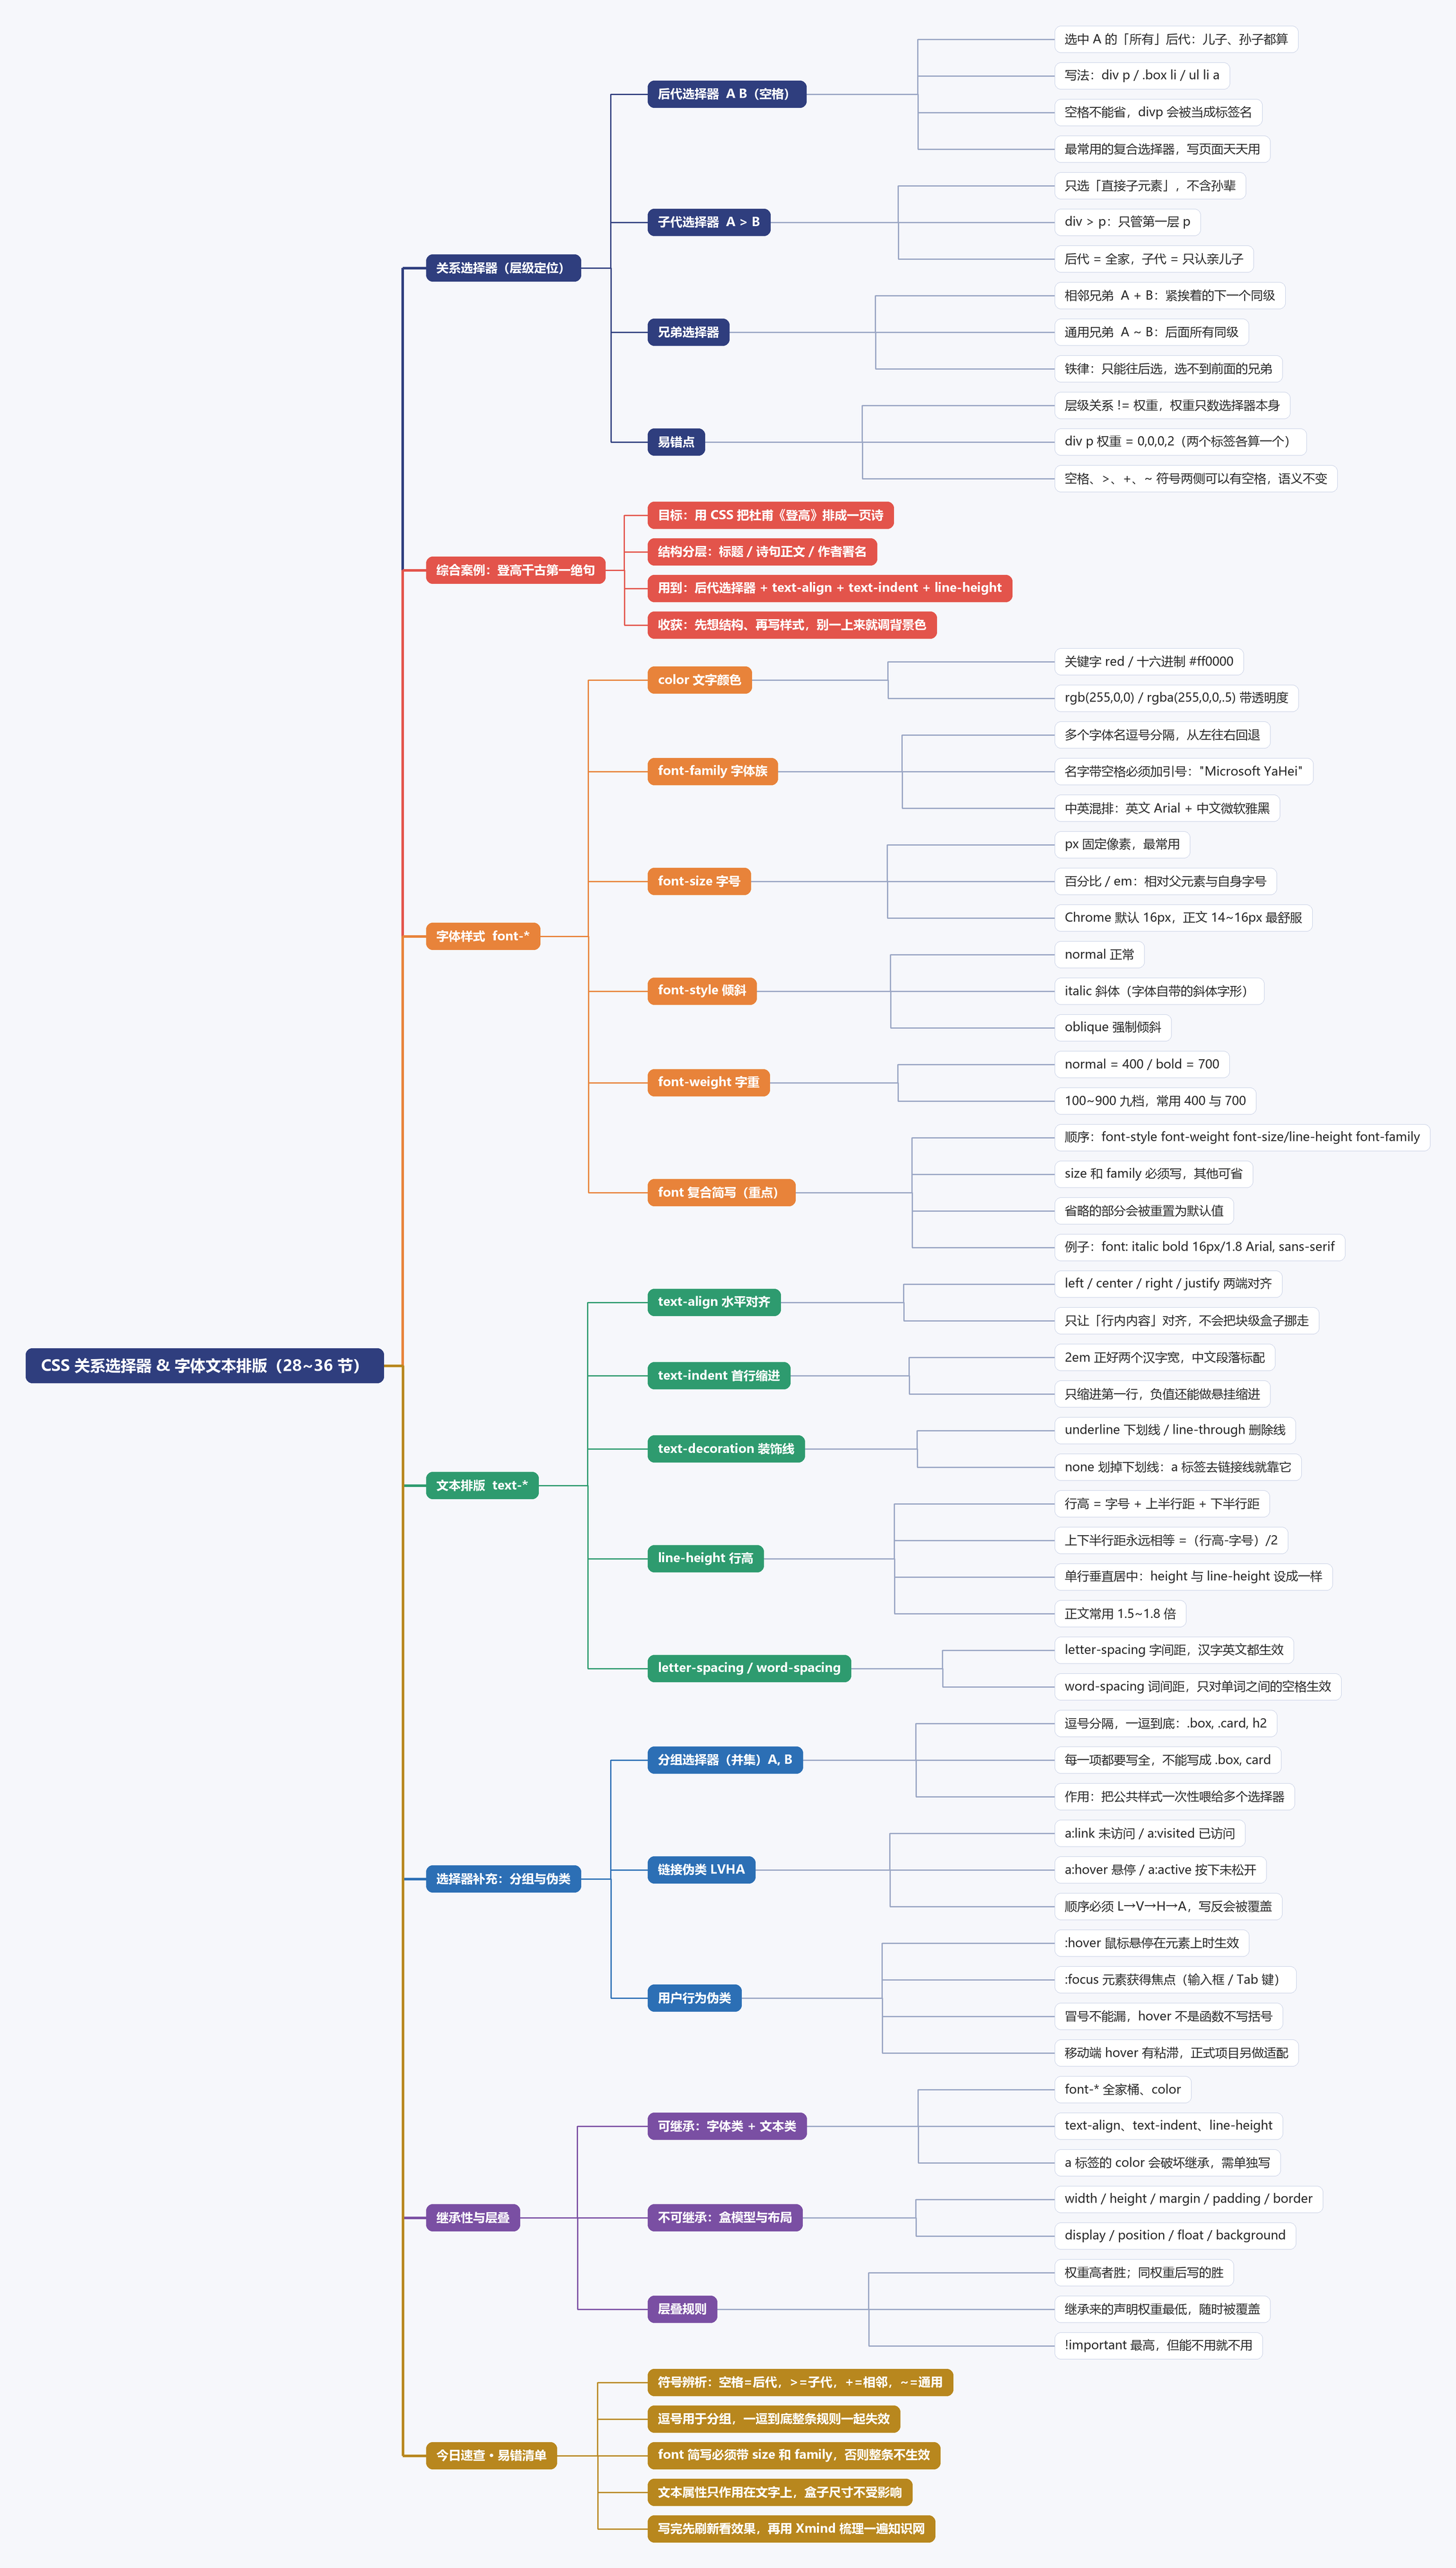 CSS 关系选择器 & 字体文本排版（28~36 节）
关系选择器（层级定位）
后代选择器 A B（空格）
选中 A 的「所有」后代：儿子、孙子都算
写法：div p / .box li / ul li a
空格不能省，divp 会被当成标签名
最常用的复合选择器，写页面天天用
子代选择器 A > B
只选「直接子元素」，不含孙辈
div > p：只管第一层 p
后代 = 全家，子代 = 只认亲儿子
兄弟选择器
相邻兄弟 A + B：紧挨着的下一个同级
通用兄弟 A ~ B：后面所有同级
铁律：只能往后选，选不到前面的兄弟
易错点
层级关系 != 权重，权重只数选择器本身
div p 权重 = 0,0,0,2（两个标签各算一个）
空格、>、+、~ 符号两侧可以有空格，语义不变
综合案例：登高千古第一绝句
目标：用 CSS 把杜甫《登高》排成一页诗
结构分层：标题 / 诗句正文 / 作者署名
用到：后代选择器 + text-align + text-indent + line-height
收获：先想结构、再写样式，别一上来就调背景色
字体样式 font-*
color 文字颜色
关键字 red / 十六进制 #ff0000
rgb(255,0,0) / rgba(255,0,0,.5) 带透明度
font-family 字体族
多个字体名逗号分隔，从左往右回退
名字带空格必须加引号："Microsoft YaHei"
中英混排：英文 Arial + 中文微软雅黑
font-size 字号
px 固定像素，最常用
百分比 / em：相对父元素与自身字号
Chrome 默认 16px，正文 14~16px 最舒服
font-style 倾斜
normal 正常
italic 斜体（字体自带的斜体字形）
oblique 强制倾斜
font-weight 字重
normal = 400 / bold = 700
100~900 九档，常用 400 与 700
font 复合简写（重点）
顺序：font-style font-weight font-size/line-height font-family
size 和 family 必须写，其他可省
省略的部分会被重置为默认值
例子：font: italic bold 16px/1.8 Arial, sans-serif
文本排版 text-*
text-align 水平对齐
left / center / right / justify 两端对齐
只让「行内内容」对齐，不会把块级盒子挪走
text-indent 首行缩进
2em 正好两个汉字宽，中文段落标配
只缩进第一行，负值还能做悬挂缩进
text-decoration 装饰线
underline 下划线 / line-through 删除线
none 划掉下划线：a 标签去链接线就靠它
line-height 行高
行高 = 字号 + 上半行距 + 下半行距
上下半行距永远相等 =（行高-字号）/2
单行垂直居中：height 与 line-height 设成一样
正文常用 1.5~1.8 倍
letter-spacing / word-spacing
letter-spacing 字间距，汉字英文都生效
word-spacing 词间距，只对单词之间的空格生效
选择器补充：分组与伪类
分组选择器（并集）A, B
逗号分隔，一逗到底：.box, .card, h2
每一项都要写全，不能写成 .box, card
作用：把公共样式一次性喂给多个选择器
链接伪类 LVHA
a:link 未访问 / a:visited 已访问
a:hover 悬停 / a:active 按下未松开
顺序必须 L→V→H→A，写反会被覆盖
用户行为伪类
:hover 鼠标悬停在元素上时生效
:focus 元素获得焦点（输入框 / Tab 键）
冒号不能漏，hover 不是函数不写括号
移动端 hover 有粘滞，正式项目另做适配
继承性与层叠
可继承：字体类 + 文本类
font-* 全家桶、color
text-align、text-indent、line-height
a 标签的 color 会破坏继承，需单独写
不可继承：盒模型与布局
width / height / margin / padding / border
display / position / float / background
层叠规则
权重高者胜；同权重后写的胜
继承来的声明权重最低，随时被覆盖
!important 最高，但能不用就不用
今日速查 • 易错清单
符号辨析：空格=后代，>=子代，+=相邻，~=通用
逗号用于分组，一逗到底整条规则一起失效
font 简写必须带 size 和 family，否则整条不生效
文本属性只作用在文字上，盒子尺寸不受影响
写完先刷新看效果，再用 Xmind 梳理一遍知识网